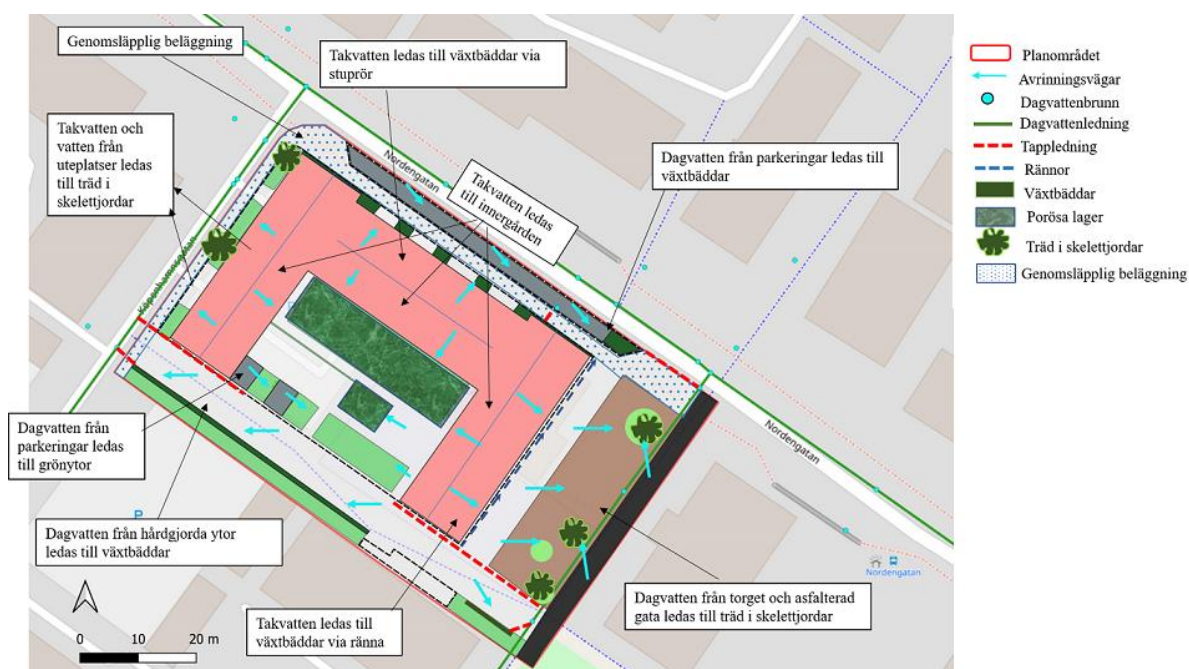 Genomsläpplig beläggning
Takvatten ledas till växtbäddar via
stuprör
Takvatten och
vatten från
uteplatser ledas
till träd i
skelettjordar
Nordengatan
Dagvatten från parkeringar ledas till
växtbäddar
Takvatten ledas
till innergården
Köpenhamnsgatan
Dagvatten från
parkeringar ledas
till grönytor
Nordengatan
P
Dagvatten från hårdgjorda ytor
ledas till växtbäddar
Nordengatan
Takvatten ledas till
växtbäddar via ränna
Dagvatten från torget och asfalterad
gata ledas till träd i skelettjordar
0 10 20 m
Planområdet
Avrinningsvägar
Dagvattenbrunn
Dagvattenledning
Tappledning
Rännor
Växtbäddar
Porösa lager
Träd i skelettjordar
Genomsläpplig beläggning